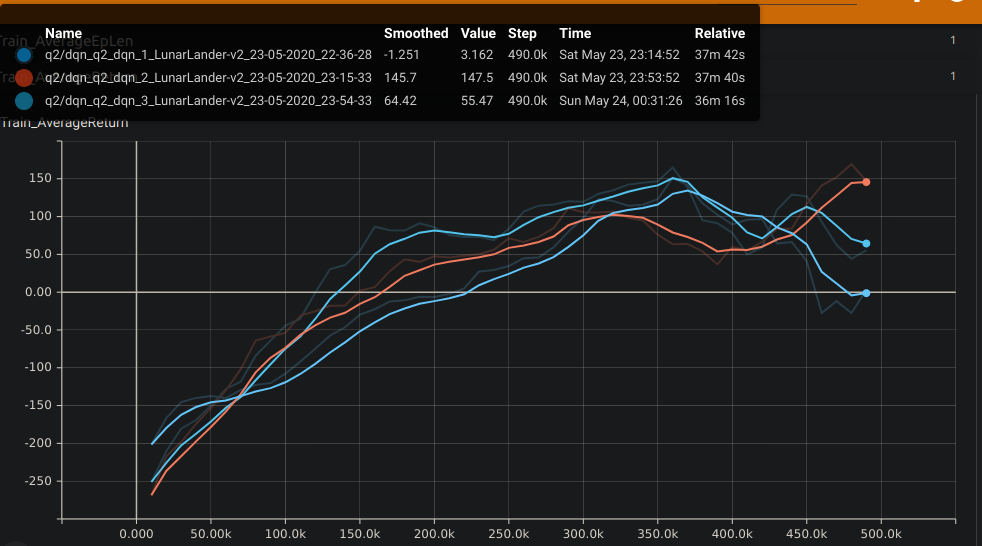 Train_AverageEpLen
Name Smoothed Value Step Time Relative
q2/dqn_q2_dqn_1_LunarLander-v2_23-05-2020_22-36-28 -1.251 3.162 490.0k Sat May 23, 23:14:52 37m 42s
q2/dqn_q2_dqn_2_LunarLander-v2_23-05-2020_23-15-33 145.7 147.5 490.0k Sat May 23, 23:53:52 37m 40s
q2/dqn_q2_dqn_3_LunarLander-v2_23-05-2020_23-54-33 64.42 55.47 490.0k Sun May 24, 00:31:26 36m 16s
1
1
Train_AverageReturn
150
100
50.0
0.00
-50.0
-100
-150
-200
-250
0.000 50.00k 100.0k 150.0k 200.0k 250.0k 300.0k 350.0k 400.0k 450.0k 500.0k